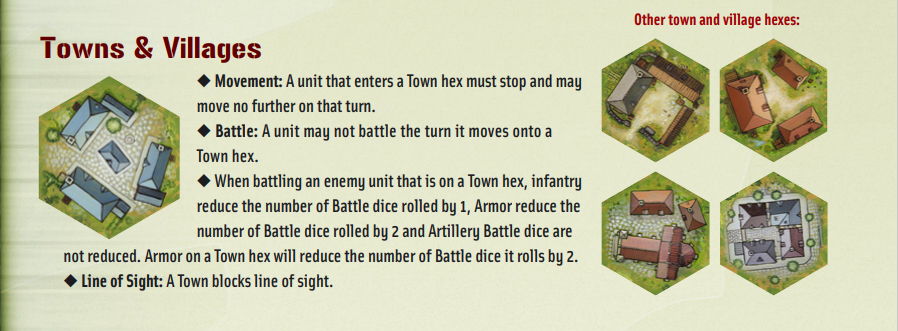 Other town and village hexes:
Towns & Villages
◆ Movement: A unit that enters a Town hex must stop and may
move no further on that turn.
◆ Battle: A unit may not battle the turn it moves onto a
Town hex.
◆ When battling an enemy unit that is on a Town hex, infantry
reduce the number of Battle dice rolled by 1, Armor reduce the
number of Battle dice rolled by 2 and Artillery Battle dice are
not reduced. Armor on a Town hex will reduce the number of Battle dice it rolls by 2.
◆ Line of Sight: A Town blocks line of sight.